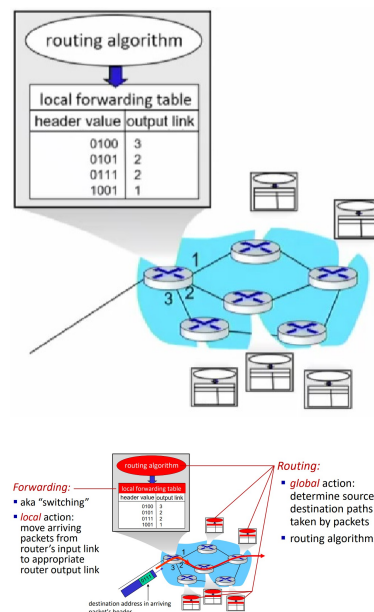 routing algorithm
local forwarding table
header value output link
0100 3
0101 2
0111 2
1001 1
1
2
3
routing algorithm
local forwarding table
header value output link
0100 3
0101 2
0111 2
1001 1
Forwarding:
▪ aka “switching”
▪ local action:
move arriving
packets from
router’s input link
to appropriate
router output link
Routing:
▪ global action:
determine source
destination paths
taken by packets
▪ routing algorithm
1
2
3
0111
destination address in arriving
packet’s header